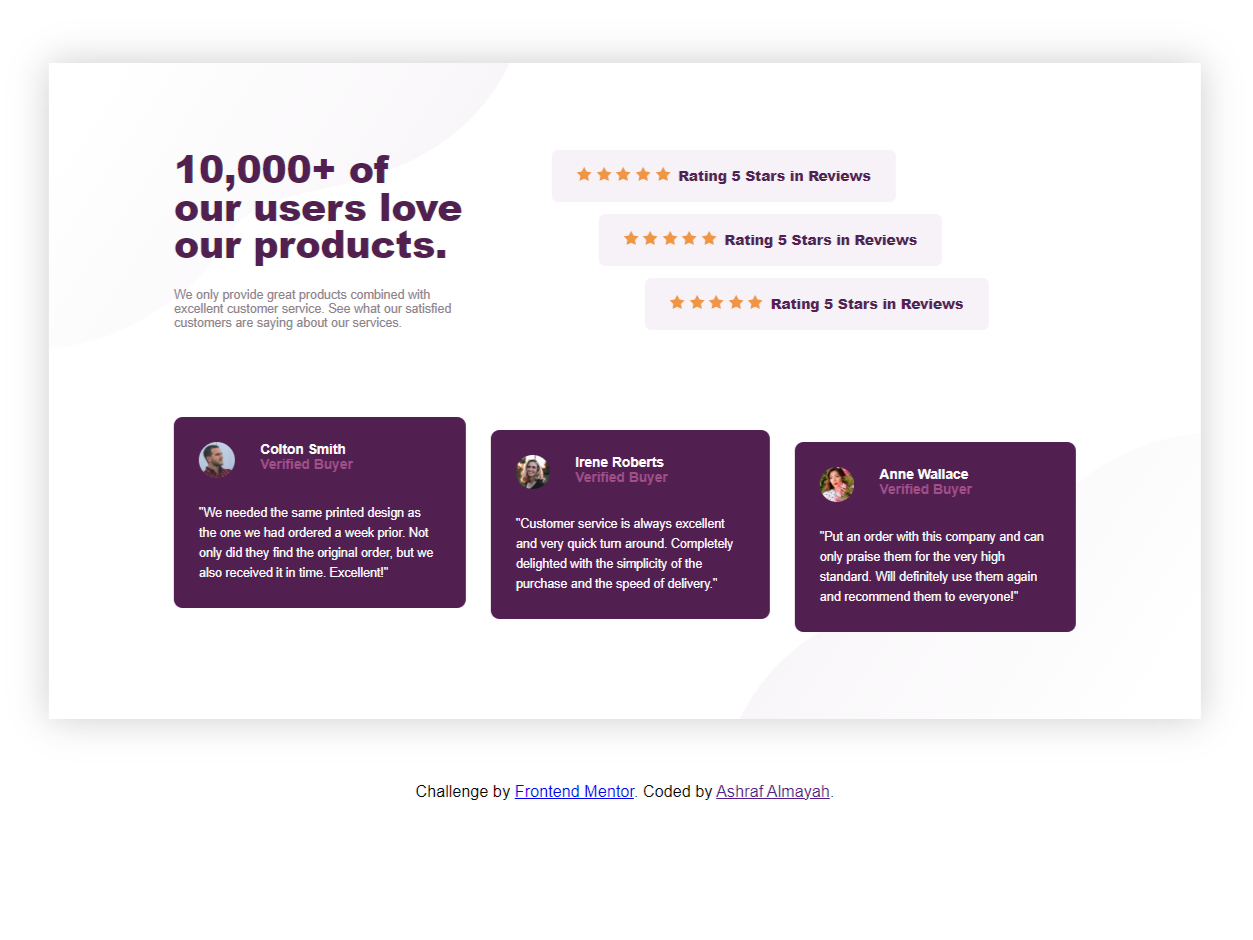 10,000+ of
our users love
our products.
We only provide great products combined with
excellent customer service. See what our satisfied
customers are saying about our services.
Rating 5 Stars in Reviews
Rating 5 Stars in Reviews
Rating 5 Stars in Reviews
Colton Smith
Verified Buyer
"We needed the same printed design as
the one we had ordered a week prior. Not
only did they find the original order, but we
also received it in time. Excellent!"
Irene Roberts
Verified Buyer
"Customer service is always excellent
and very quick turn around. Completely
delighted with the simplicity of the
purchase and the speed of delivery."
Anne Wallace
Verified Buyer
"Put an order with this company and can
only praise them for the very high
standard. Will definitely use them again
and recommend them to everyone!"
Challenge by Frontend Mentor. Coded by Ashraf Almayah.